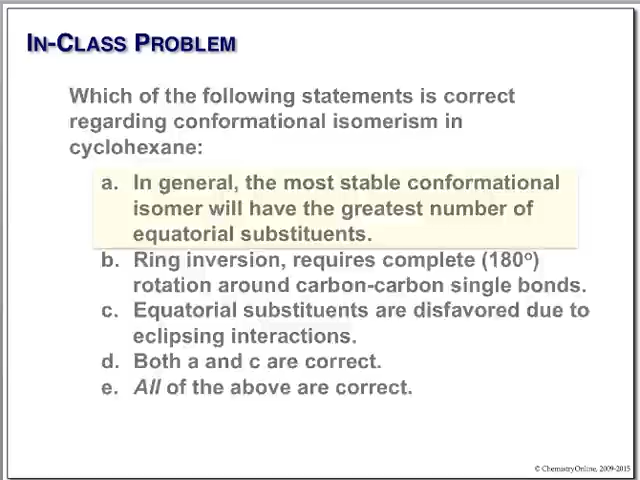 IN-CLASS PROBLEM
Which of the following statements is correct
regarding conformational isomerism in
cyclohexane:
a. In general, the most stable conformational
isomer will have the greatest number of
equatorial substituents.
b. Ring inversion, requires complete (180°)
rotation around carbon-carbon single bonds.
c. Equatorial substituents are disfavored due to
eclipsing interactions.
d. Both a and c are correct.
e. All of the above are correct.
© ChemistryOnline, 2009-2015